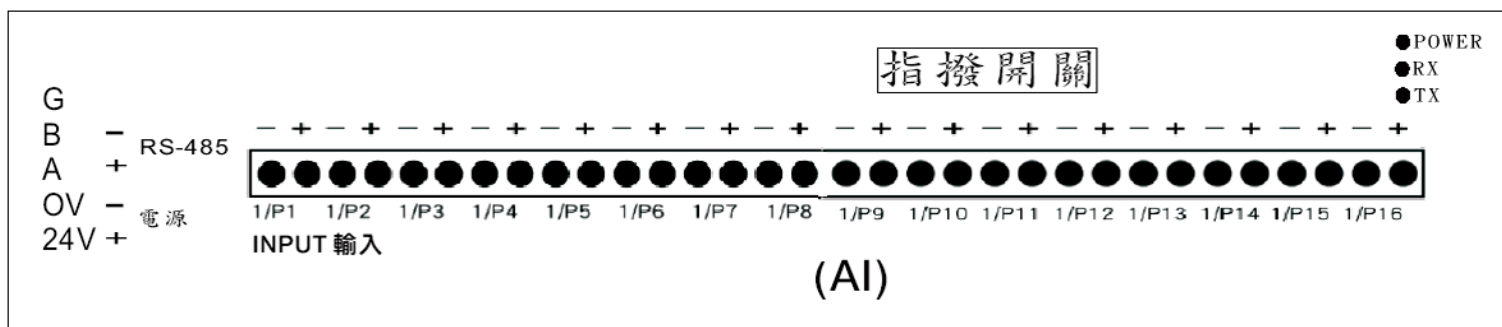 指撥開關
●POWER
●RX
●TX
G
B −
A +
RS-485
0V −
24V +
電源
− + − + − + − + − + − + − + − + − + − + − + − + − + − + − + − +
1/P1 1/P2 1/P3 1/P4 1/P5 1/P6 1/P7 1/P8 1/P9 1/P10 1/P11 1/P12 1/P13 1/P14 1/P15 1/P16
INPUT 輸入
(AI)